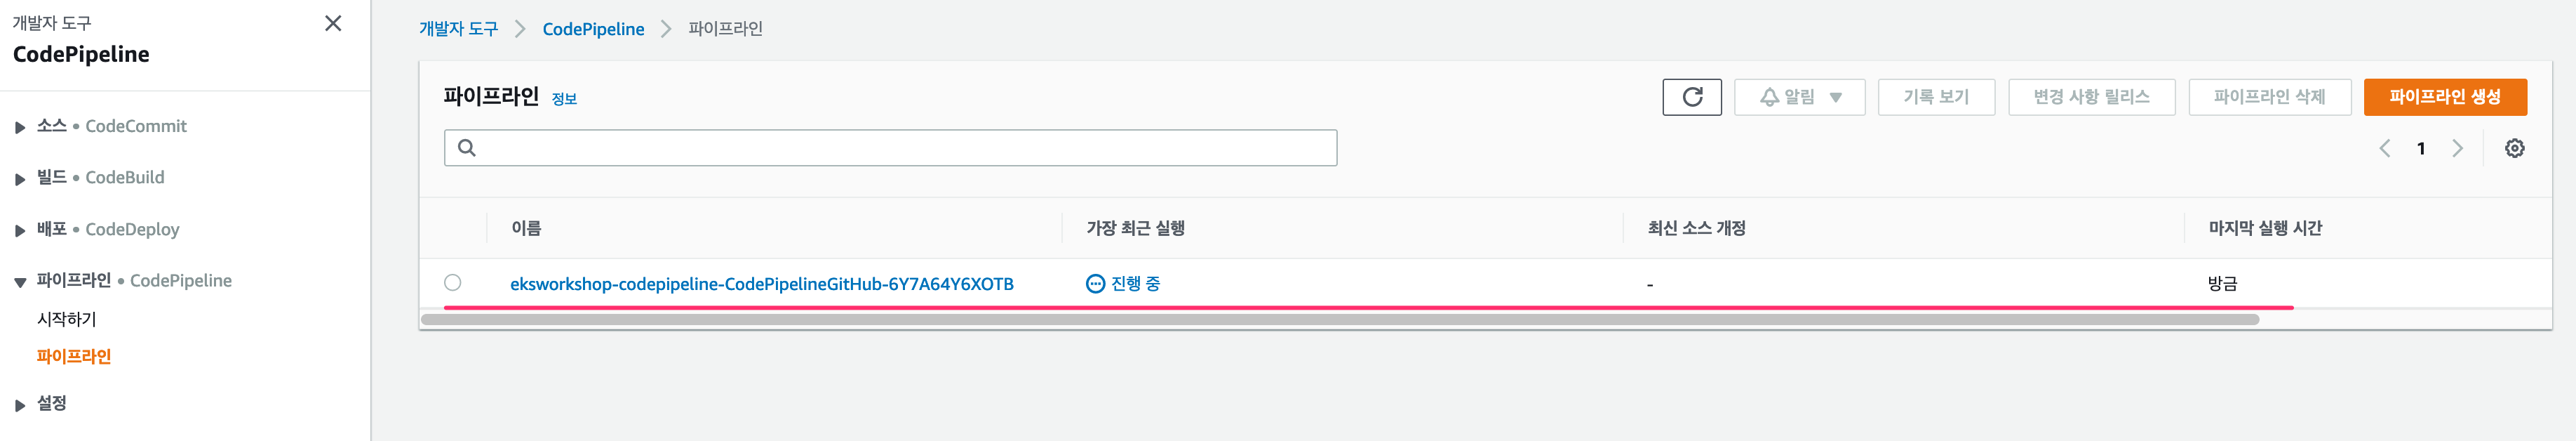 개발자 도구
CodePipeline
소스 • CodeCommit
빌드 • CodeBuild
배포 • CodeDeploy
파이프라인 • CodePipeline
시작하기
파이프라인
설정
개발자 도구 > CodePipeline > 파이프라인
파이프라인 정보
알림 기록 보기 변경 사항 릴리스 파이프라인 삭제 파이프라인 생성
1
이름 가장 최근 실행 최신 소스 개정 마지막 실행 시간
eksworkshop-codepipeline-CodePipelineGitHub-6Y7A64Y6XOTB 진행 중 - 방금